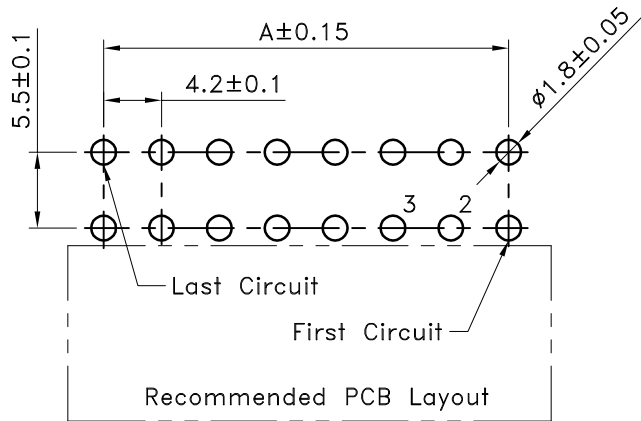 A±0.15
5.5±0.1
4.2±0.1
ø1.8±0.05
3
2
Last Circuit
First Circuit
Recommended PCB Layout